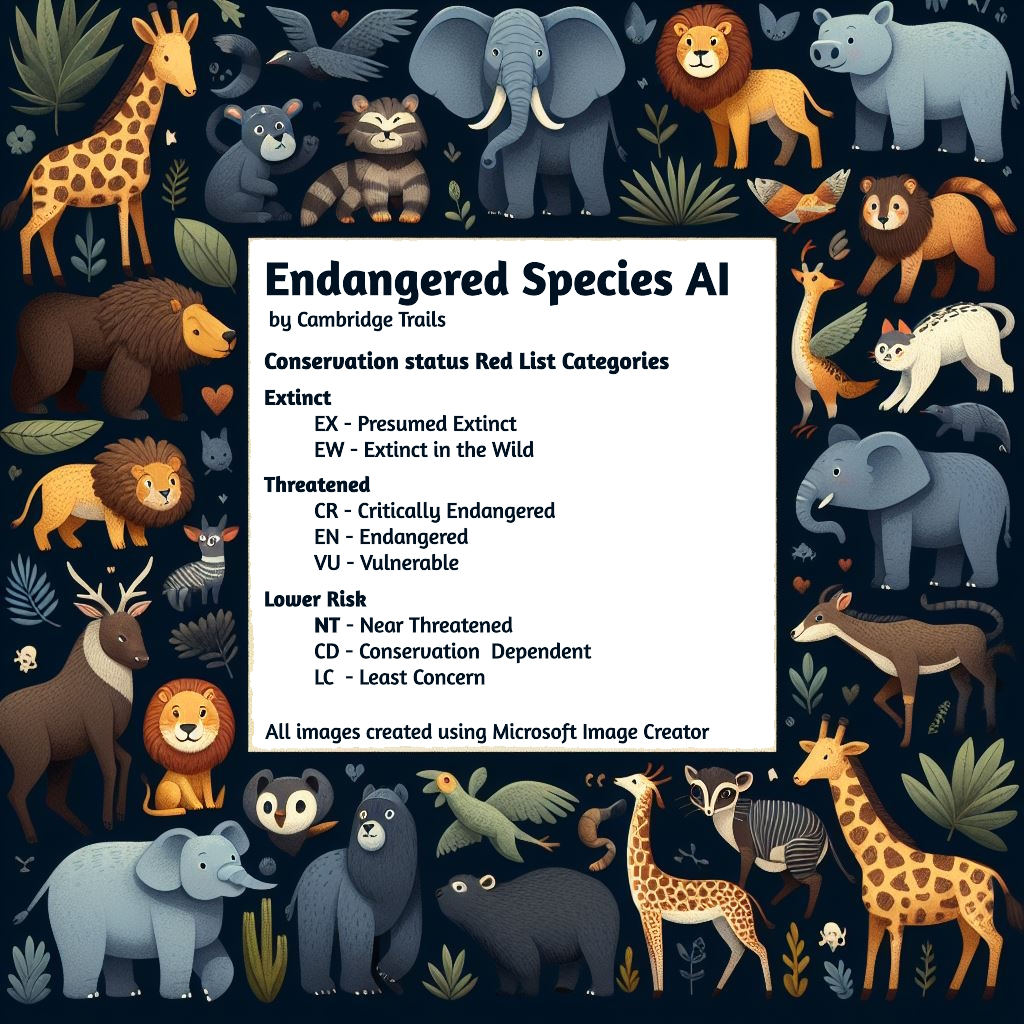 Endangered Species AI
by Cambridge Trails
Conservation status Red List Categories
Extinct
EX - Presumed Extinct
EW - Extinct in the Wild
Threatened
CR - Critically Endangered
EN - Endangered
VU - Vulnerable
Lower Risk
NT - Near Threatened
CD - Conservation Dependent
LC - Least Concern
All images created using Microsoft Image Creator